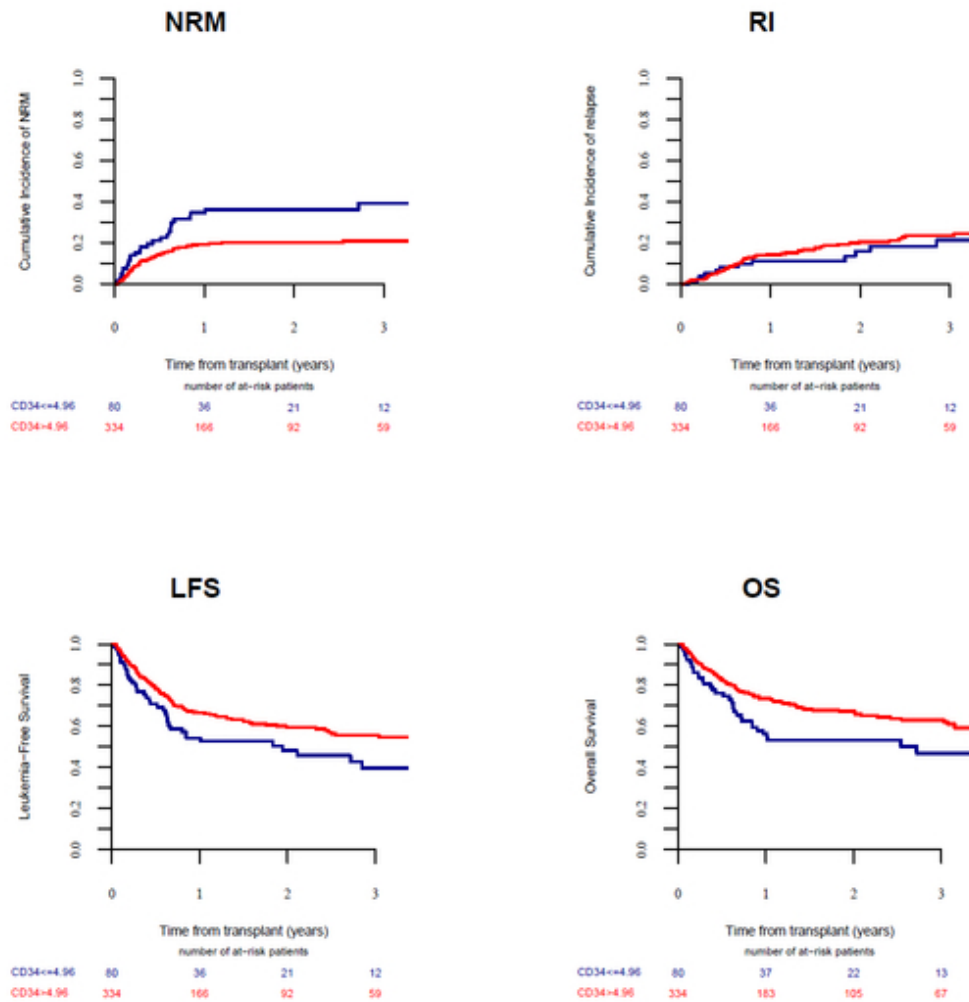 NRM
Cumulative Incidence of NRM
0.0 0.2 0.4 0.6 0.8 1.0
0 1 2 3
Time from transplant (years)
number of at-risk patients
CD34<=4.96 80 36 21 12
CD34>4.96 334 166 92 59
RI
Cumulative Incidence of relapse
0.0 0.2 0.4 0.6 0.8 1.0
0 1 2 3
Time from transplant (years)
number of at-risk patients
CD34<=4.96 80 36 21 12
CD34>4.96 334 166 92 59
LFS
Leukemia-Free Survival
0.0 0.2 0.4 0.6 0.8 1.0
0 1 2 3
Time from transplant (years)
number of at-risk patients
CD34<=4.96 80 36 21 12
CD34>4.96 334 166 92 59
OS
Overall Survival
0.0 0.2 0.4 0.6 0.8 1.0
0 1 2 3
Time from transplant (years)
number of at-risk patients
CD34<=4.96 80 37 22 13
CD34>4.96 334 183 105 67